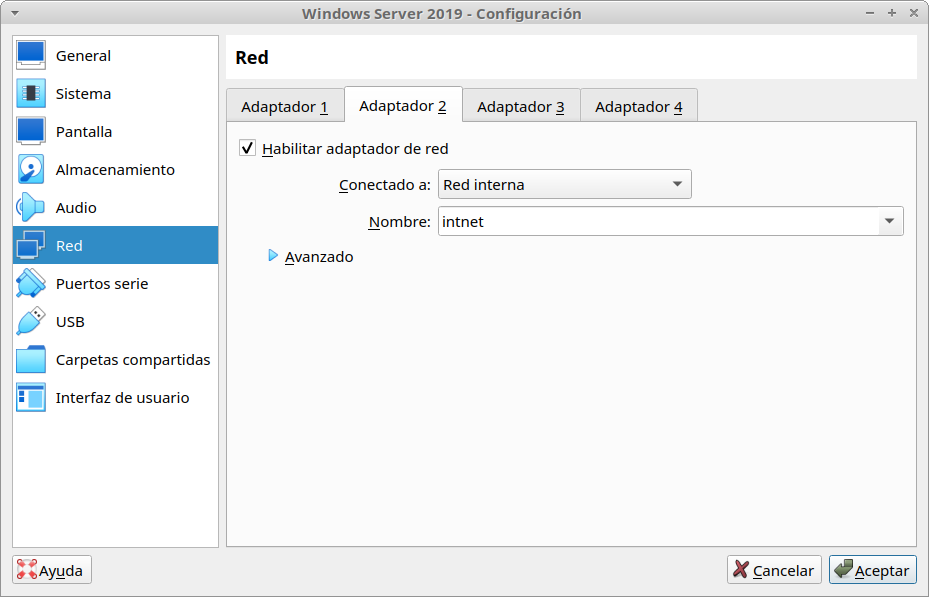 Windows Server 2019 - Configuración
General
Sistema
Pantalla
Almacenamiento
Audio
Red
Puertos serie
USB
Carpetas compartidas
Interfaz de usuario
Red
Adaptador 1 Adaptador 2 Adaptador 3 Adaptador 4
Habilitar adaptador de red
Conectado a: Red interna
Nombre: intnet
Avanzado
Ayuda Cancelar Aceptar